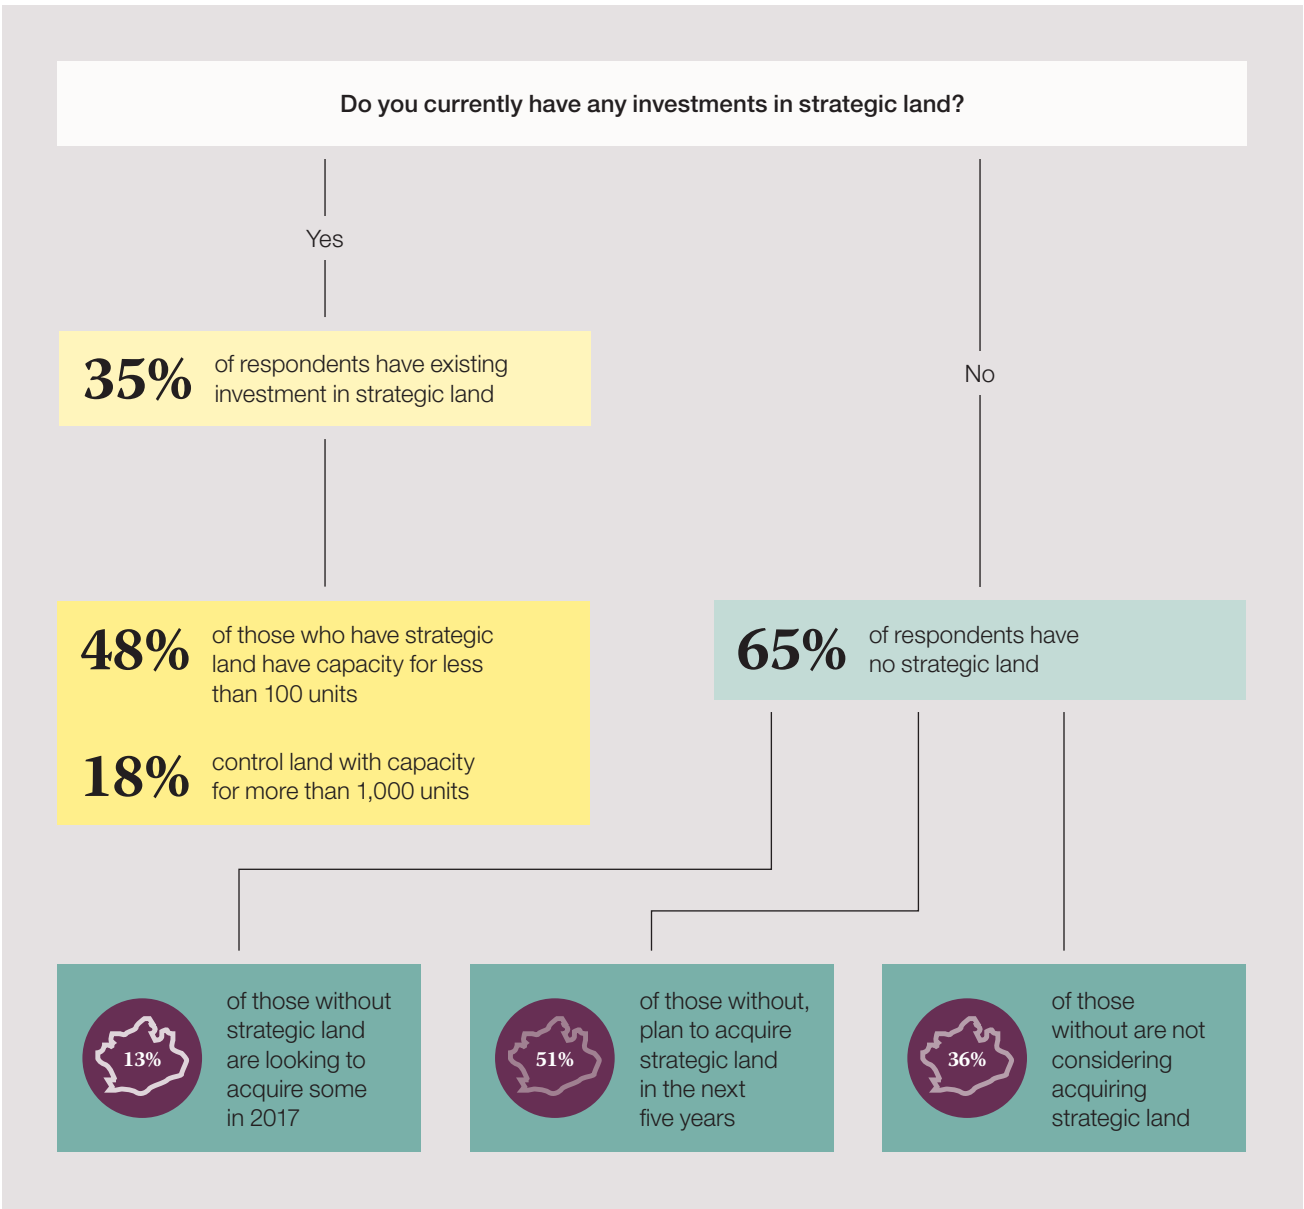 Do you currently have any investments in strategic land?
Yes
No
35%
of respondents have existing
investment in strategic land
48%
of those who have strategic
land have capacity for less
than 100 units
18%
control land with capacity
for more than 1,000 units
65%
of respondents have
no strategic land
13%
of those without
strategic land
are looking to
acquire some
in 2017
51%
of those without,
plan to acquire
strategic land
in the next
five years
36%
of those
without are not
considering
acquiring
strategic land